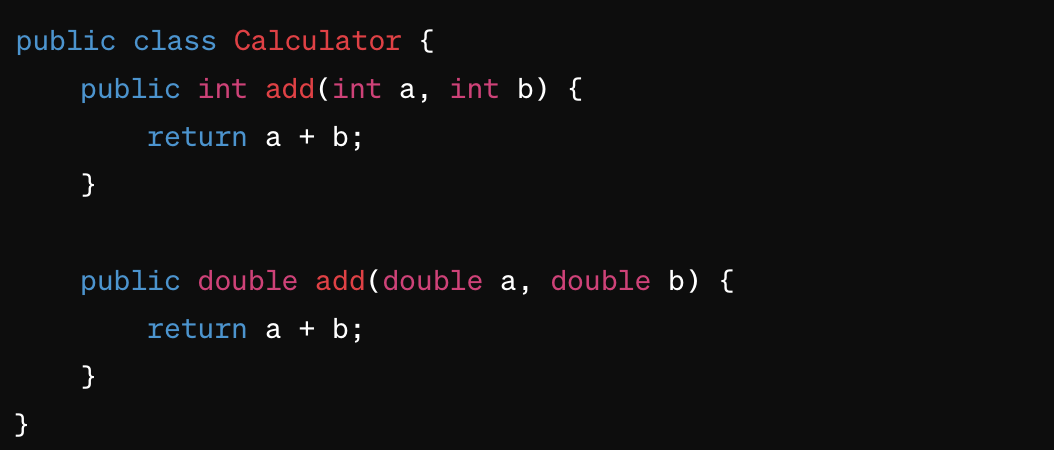 public class Calculator {
    public int add(int a, int b) {
        return a + b;
    }

    public double add(double a, double b) {
        return a + b;
    }
}